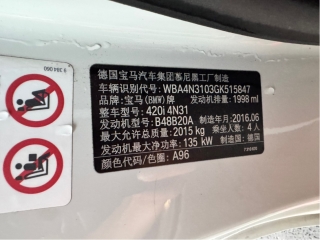 9 384 060
德国宝马汽车集团慕尼黑工厂制造
车辆识别代号 WBA4N3103GK515847
品牌:宝马(BMW)牌 发动机排量:1998 ml
整车型号:420i 4N31
发动机型号:B48B20A 制造年月:2016.06
最大允许总质量:2015 kg 乘坐人数:4人
发动机最大净功率:135 kW 制造国:德国
颜色代码/色圈:A96